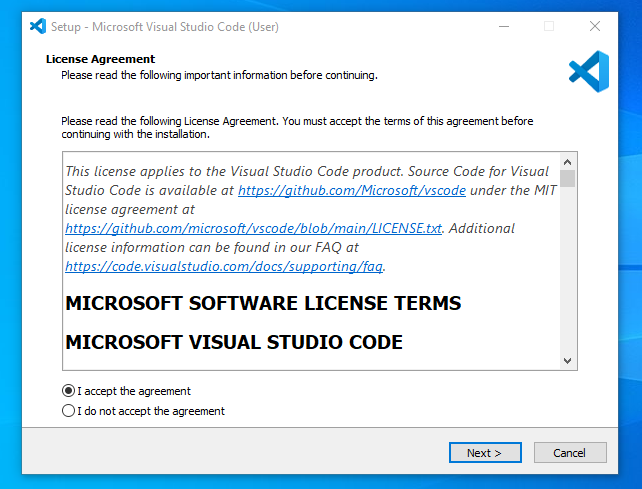 Setup - Microsoft Visual Studio Code (User)
License Agreement
Please read the following important information before continuing.
Please read the following License Agreement. You must accept the terms of this agreement before
continuing with the installation.
This license applies to the Visual Studio Code product. Source Code for Visual
Studio Code is available at https://github.com/Microsoft/vscode under the MIT
license agreement at
https://github.com/microsoft/vscode/blob/main/LICENSE.txt. Additional
license information can be found in our FAQ at
https://code.visualstudio.com/docs/supporting/faq.
MICROSOFT SOFTWARE LICENSE TERMS
MICROSOFT VISUAL STUDIO CODE
I accept the agreement
I do not accept the agreement
Next >
Cancel